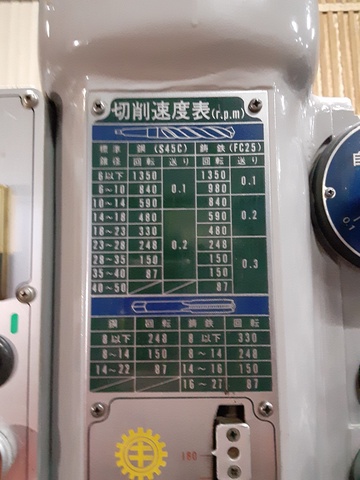 切削速度表(r.p.m)
標準 鋼(S45C) 鋳鉄(FC25)
錐径 回転 送り 回転 送り
6以下 1350 0.1 1350 0.1
6~10 840 980
10~14 590 840 0.2
14~18 480 0.2 590
18~23 330 480
23~28 248 248 0.3
28~35 150 150
35~40 87 150
40~50 87
鋼 回転 鋳鉄 回転
8以下 248 8以下 330
8~14 150 8~14 248
14~22 87 14~16 150
16~27 87
180
自
0.1